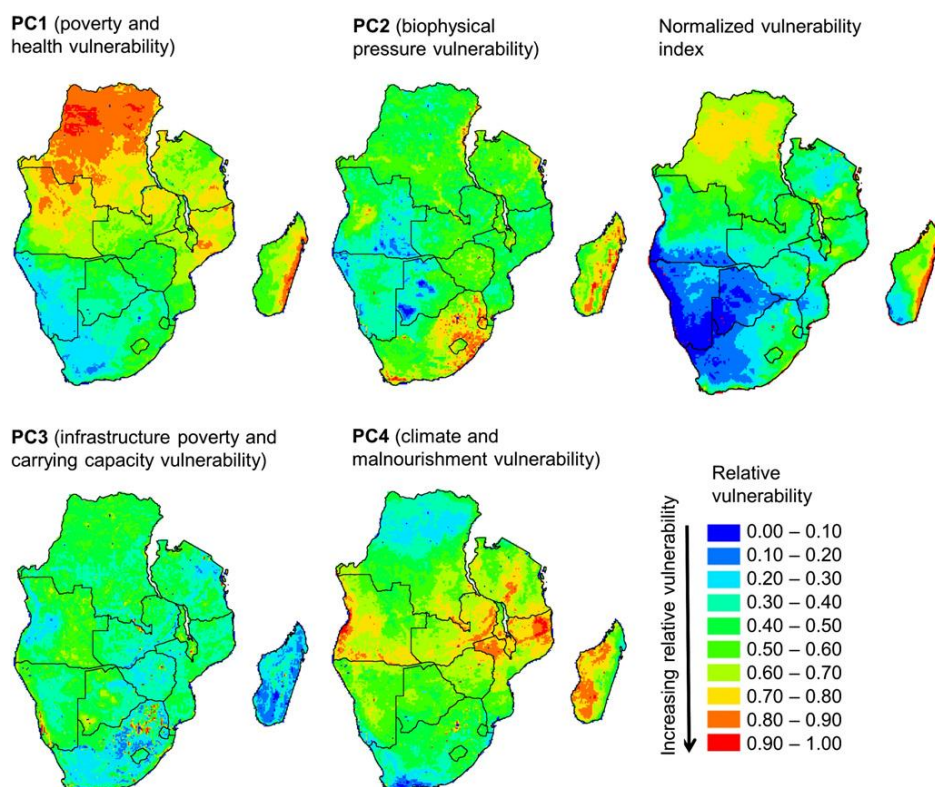 PC1 (poverty and
health vulnerability)
PC2 (biophysical
pressure vulnerability)
Normalized vulnerability
index
PC3 (infrastructure poverty and
carrying capacity vulnerability)
PC4 (climate and
malnourishment vulnerability)
Relative
vulnerability
Increasing relative vulnerability
0.00 – 0.10
0.10 – 0.20
0.20 – 0.30
0.30 – 0.40
0.40 – 0.50
0.50 – 0.60
0.60 – 0.70
0.70 – 0.80
0.80 – 0.90
0.90 – 1.00